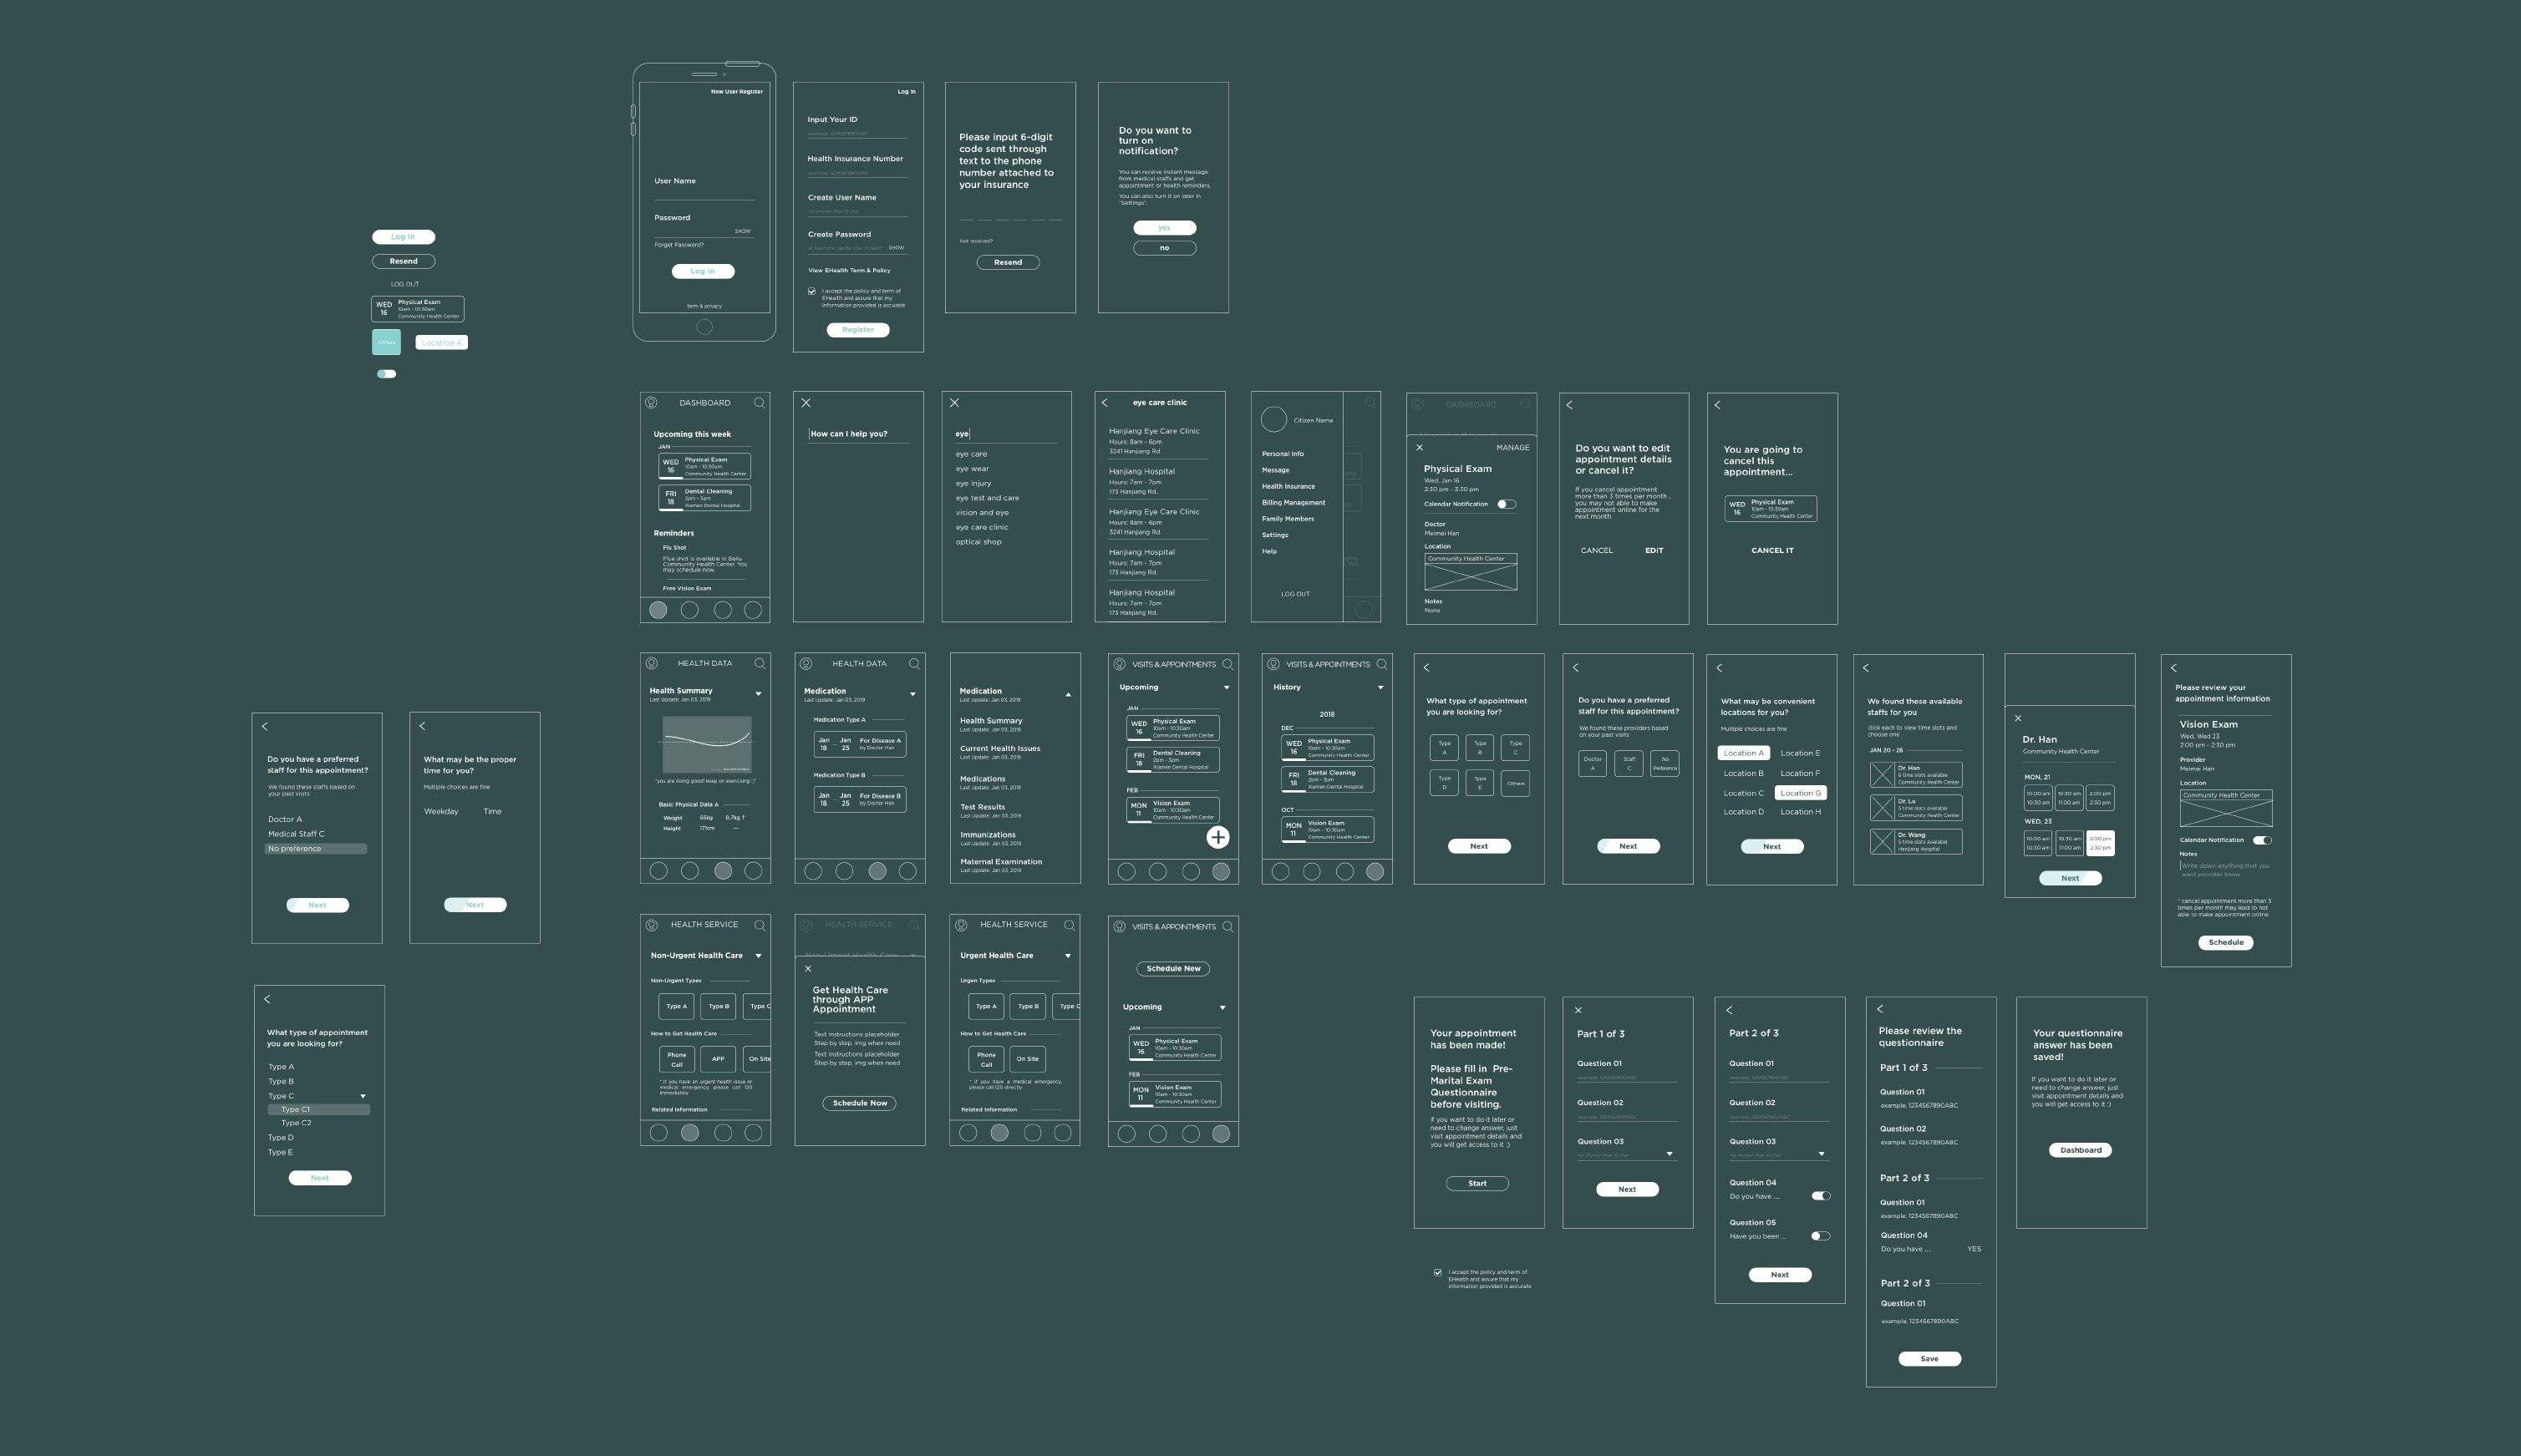 Log In
Resend
LOG OUT
WED
16
Physical Exam
10am - 10:30am
Community Health Center
Others
Location A
New User Register
User Name
Password
SHOW
Forget Password?
Log In
term & privacy
Log in
Input Your ID
example, 1234567890ABC
Health Insurance Number
example, 1234567890ABC
Create User Name
no shorter than 8 char
Create Password
SHOW
View EHealth Term & Policy
I accept the policy and term of
EHealth and assure that my
information provided is accurate
Register
Please input 6-digit
code sent through
text to the phone
number attached to
your insurance
Not received?
Resend
Do you want to
turn on
notification?
You can receive instant message
from medical staffs and get
appointment or health reminders.
You can also turn it on later in
"Settings".
yes
no
DASHBOARD
Upcoming this week
JAN
WED
16
Physical Exam
10am - 10:30am
Community Health Center
FRI
18
Dental Cleaning
2pm - 3pm
Xiamen Dental Hospital
Reminders
Flu Shot
Flue shot is available in Bailu
Community Health Center. You
may schedule now.
Free Vision Exam
How can I help you?
eye
eye care
eye wear
eye injury
eye test and care
vision and eye
eye care clinic
optical shop
eye care clinic
Hanjiang Eye Care Clinic
Hours: 8am - 6pm
3241 Hanjiang Rd.
Hanjiang Hospital
Hours: 7am - 7pm
173 Hanjiang Rd.
Hanjiang Eye Care Clinic
Hours: 8am - 6pm
3241 Hanjiang Rd.
Hanjiang Hospital
Hours: 7am - 7pm
173 Hanjiang Rd.
Hanjiang Hospital
Hours: 7am - 7pm
173 Hanjiang Rd.
Citizen Name
Personal Info
Message
Health Insurance
Billing Management
Family Members
Settings
Help
LOG OUT
DASHBOARD
MANAGE
Physical Exam
Wed, Jan 16
2:30 pm - 3:30 pm
Calendar Notification
Doctor
Meimei Han
Location
Community Health Center
Notes
None
Do you want to edit
appointment details
or cancel it?
If you cancel appointment
more than 3 times per month ,
you may not able to make
appointment online for the
next month
CANCEL
EDIT
You are going to
cancel this
appointment...
WED
16
Physical Exam
10am - 10:30am
Community Health Center
CANCEL IT
Do you have a preferred
staff for this appointment?
We found these staffs based on
your past visits
Doctor A
Medical Staff C
No preference
Next
What may be the proper
time for you?
Multiple choices are fine
Weekday
Time
Next
HEALTH DATA
Health Summary
Last Update: Jan 03, 2019
"you are doing good! keep on exercising :)"
Basic Physical Data A
Weight
65kg
0.7kg ↑
Height
171cm
—
HEALTH DATA
Medication
Last Update: Jan 03, 2019
Medication Type A
Jan
18
—
Jan
25
For Disease A
by Doctor Han
Medication Type B
Jan
18
—
Jan
25
For Disease B
by Doctor Han
Medication
Last Update: Jan 03, 2019
Health Summary
Last Update: Jan 03, 2019
Current Health Issues
Last Update: Jan 03, 2019
Medications
Last Update: Jan 03, 2019
Test Results
Last Update: Jan 03, 2019
Immunizations
Last Update: Jan 03, 2019
Maternal Examination
Last Update: Jan 03, 2019
VISITS & APPOINTMENTS
Upcoming
JAN
WED
16
Physical Exam
10am - 10:30am
Community Health Center
FRI
18
Dental Cleaning
2pm - 3pm
Xiamen Dental Hospital
FEB
MON
11
Vision Exam
10am - 10:30am
Community Health Center
VISITS & APPOINTMENTS
History
2018
DEC
WED
16
Physical Exam
10am - 10:30am
Community Health Center
FRI
18
Dental Cleaning
2pm - 3pm
Xiamen Dental Hospital
OCT
MON
11
Vision Exam
10am - 10:30am
Community Health Center
What type of appointment
you are looking for?
Type
A
Type
B
Type
C
Type
D
type
E
Others
Next
Do you have a preferred
staff for this appointment?
We found these providers based
on your past visits
Doctor
A
Staff
C
No
Preference
Next
What may be convenient
locations for you?
Multiple choices are fine
Location A
Location E
Location B
Location F
Location C
Location G
Location D
Location H
Next
We found these available
staffs for you
click each to view time slots and
choose one
JAN 20 - 26
Dr. Han
6 time slots available
Community Health Center
Dr. Lu
5 time slots available
Community Health Center
Dr. Wang
5 time slots available
Hanjiang Hospital
Dr. Han
Community Health Center
MON, 21
10:00 am
10:30 am
10:30 am
11:00 am
2:00 pm
2:30 pm
WED, 23
10:00 am
10:30 am
10:30 am
11:00 am
2:00 pm
2:30 pm
Next
Please review your
appointment information
Vision Exam
Wed, Wed 23
2:00 pm - 2:30 pm
Provider
Meimei Han
Location
Community Health Center
Calendar Notification
Notes
Write down anything that you
want provider know
* cancel appointment more than 3
times per month may lead to not
able to make appointment online
Schedule
What type of appointment
you are looking for?
Type A
Type B
Type C
Type C1
Type C2
Type D
Type E
Next
HEALTH SERVICE
Non-Urgent Health Care
Non-Urgent Types
Type A
Type B
Type C
How to Get Health Care
Phone
Call
APP
On Site
* if you have an urgent health issue or
medical emergency, please call 120
immediately
Related Information
HEALTH SERVICE
Non-Urgent Health Care
Get Health Care
through APP
Appointment
Text instructions placeholder
Step by step, img when need
Text instructions placeholder
Step by step, img when need
Schedule Now
HEALTH SERVICE
Urgent Health Care
Urgen Types
Type A
Type B
Type C
How to Get Health Care
Phone
Call
On Site
* if you have a medical emergency,
please call 120 directly
Related Information
VISITS & APPOINTMENTS
Schedule New
Upcoming
JAN
WED
16
Physical Exam
10am - 10:30am
Community Health Center
FEB
MON
11
Vision Exam
10am - 10:30am
Community Health Center
Your appointment
has been made!
Please fill in Pre-
Marital Exam
Questionnaire
before visiting.
If you want to do it later or
need to change answer, just
visit appointment details and
you will get access to it :)
Start
Part 1 of 3
Question 01
example, 1234567890ABC
Question 02
example, 1234567890ABC
Question 03
no shorter than 8 char
Next
Part 2 of 3
Question 01
example, 1234567890ABC
Question 02
example, 1234567890ABC
Question 03
no shorter than 8 char
Question 04
Do you have ....
Question 05
Have you been ...
Next
Please review the
questionnaire
Part 1 of 3
Question 01
example, 1234567890ABC
Question 02
example, 1234567890ABC
Part 2 of 3
Question 01
example, 1234567890ABC
Question 04
Do you have ....
YES
Part 2 of 3
Question 01
example, 1234567890ABC
Save
Your questionnaire
answer has been
saved!
If you want to do it later or
need to change answer, just
visit appointment details and
you will get access to it :)
Dashboard
I accept the policy and term of
EHealth and assure that my
information provided is accurate